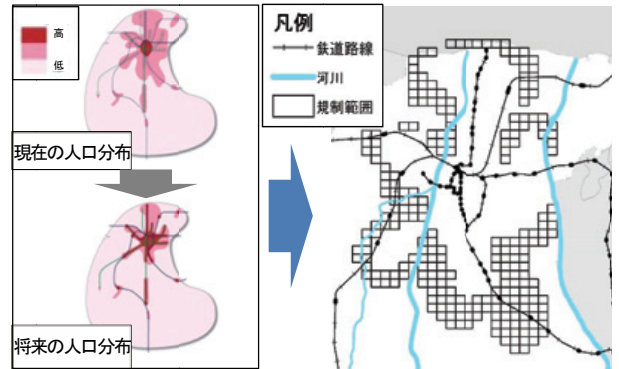 高
低
現在の人口分布
将来の人口分布
凡例
鉄道路線
河川
規制範囲